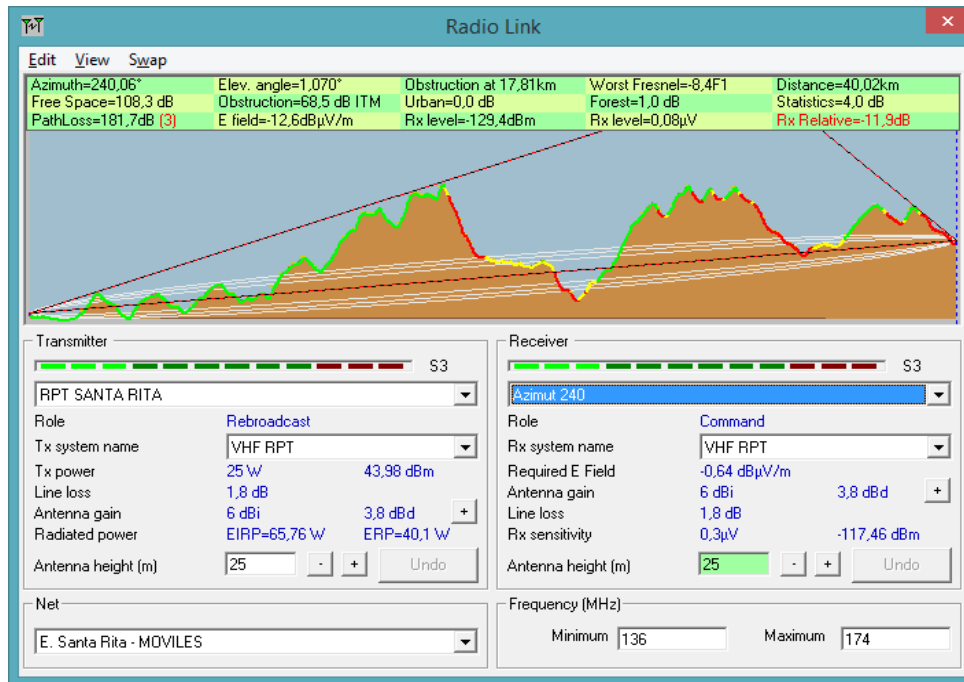 Radio Link
Edit View Swap
Azimuth=240,06° Elev. angle=1,070° Obstruction at 17,81km Worst Fresnel=-8,4F1 Distance=40,02km
Free Space=108,3 dB Obstruction=68,5 dB ITM Urban=0,0 dB Forest=1,0 dB Statistics=4,0 dB
PathLoss=181,7dB (3) E field=-12,6dBµV/m Rx level=-129,4dBm Rx level=0,08µV Rx Relative=-11,9dB
Transmitter
S3
RPT SANTA RITA
Role Rebroadcast
Tx system name VHF RPT
Tx power 25 W 43,98 dBm
Line loss 1,8 dB
Antenna gain 6 dBi 3,8 dBd +
Radiated power EIRP=65,76 W ERP=40,1 W
Antenna height (m) 25 - + Undo
Net
E. Santa Rita - MOVILES
Receiver
S3
Azimut 240
Role Command
Rx system name VHF RPT
Required E Field -0,64 dBµV/m
Antenna gain 6 dBi 3,8 dBd +
Line loss 1,8 dB
Rx sensitivity 0,3µV -117,46 dBm
Antenna height (m) 25 - + Undo
Frequency (MHz)
Minimum 136 Maximum 174